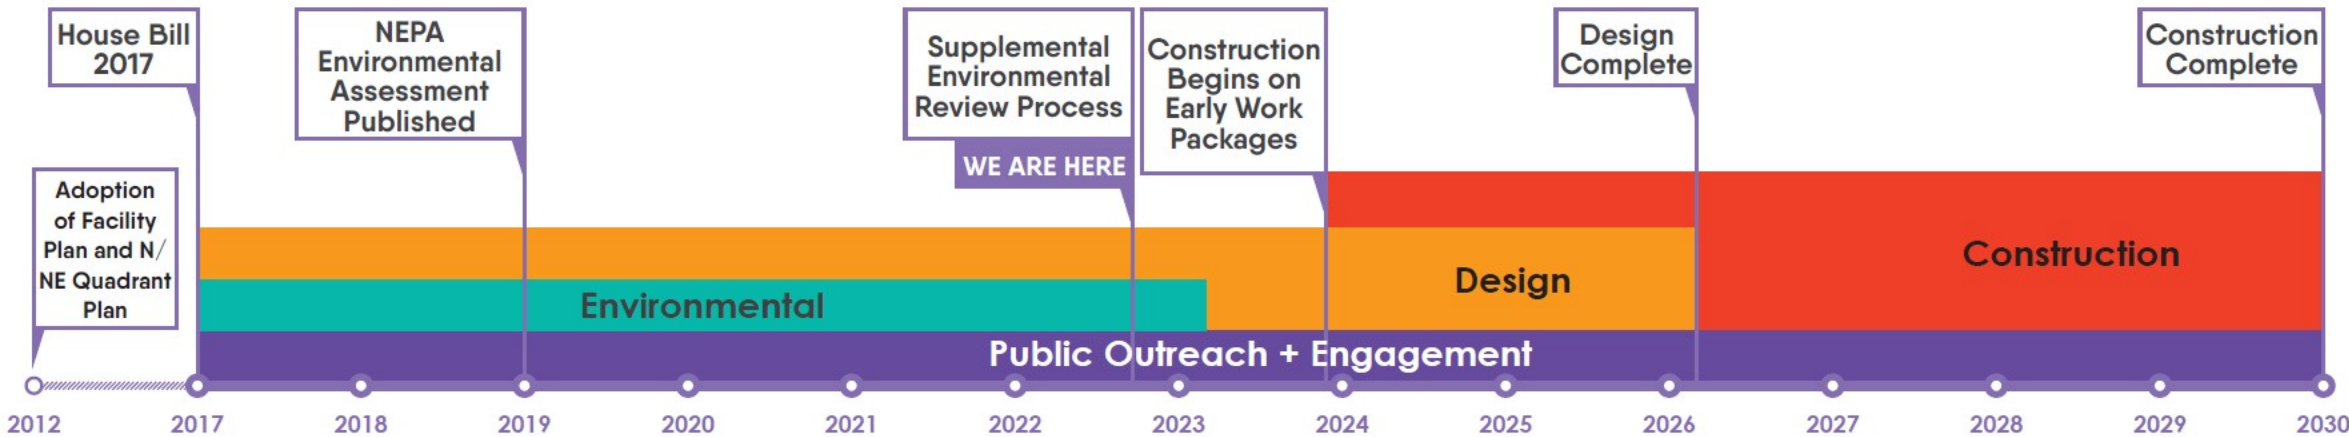 House Bill
2017
NEPA
Environmental
Assessment
Published
Supplemental
Environmental
Review Process
WE ARE HERE
Construction
Begins on
Early Work
Packages
Design
Complete
Construction
Complete
Adoption
of Facility
Plan and N/
NE Quadrant
Plan
Environmental
Design
Construction
Public Outreach + Engagement
2012 2017 2018 2019 2020 2021 2022 2023 2024 2025 2026 2027 2028 2029 2030